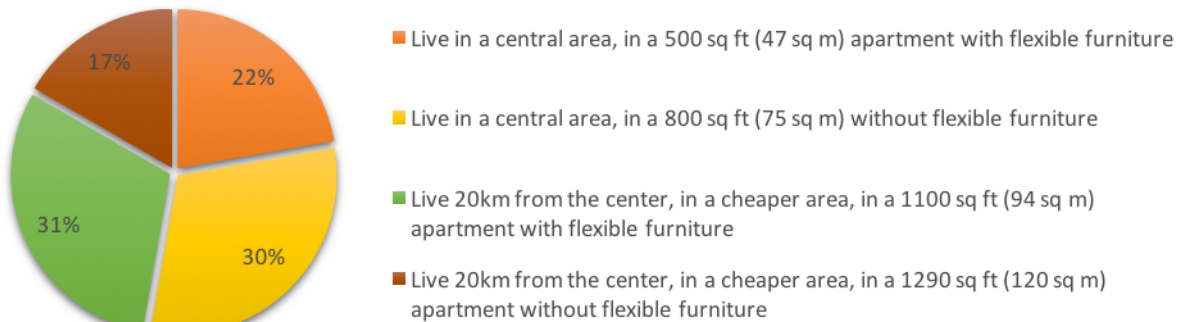 17%
22%
31%
30%
Live in a central area, in a 500 sq ft (47 sq m) apartment with flexible furniture
Live in a central area, in a 800 sq ft (75 sq m) without flexible furniture
Live 20km from the center, in a cheaper area, in a 1100 sq ft (94 sq m)
apartment with flexible furniture
Live 20km from the center, in a cheaper area, in a 1290 sq ft (120 sq m)
apartment without flexible furniture